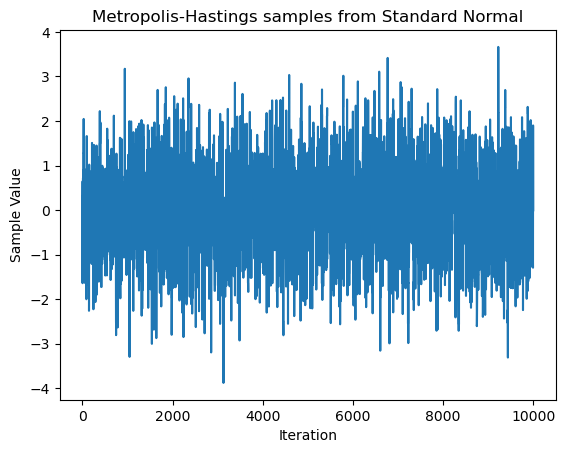 Metropolis-Hastings samples from Standard Normal
4
3
2
1
0
−1
−2
−3
−4
Sample Value
0 2000 4000 6000 8000 10000
Iteration